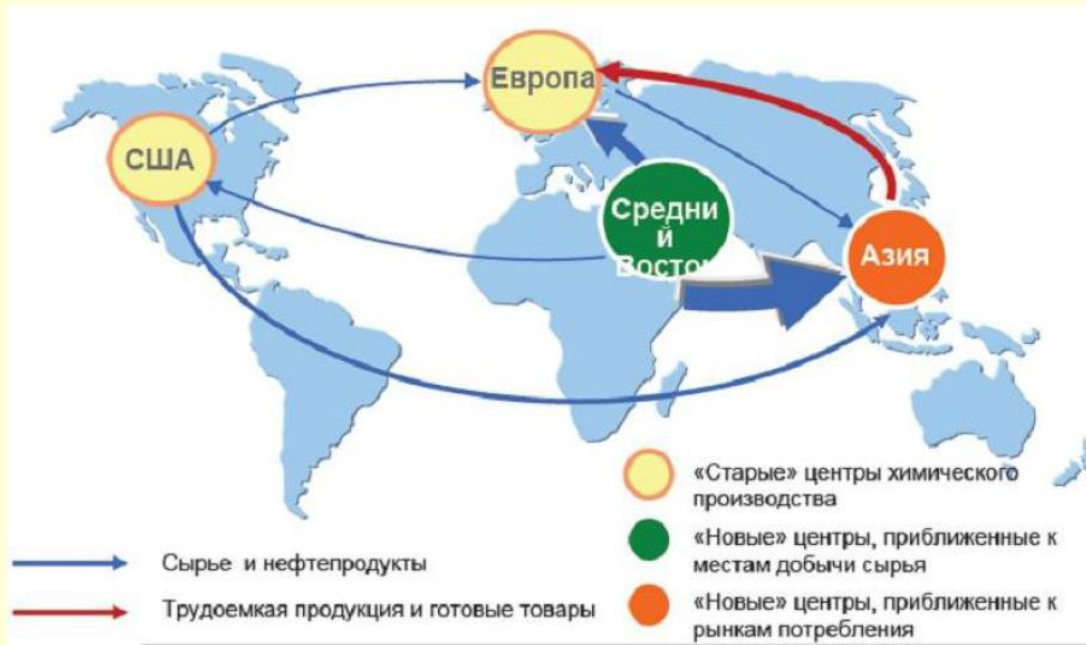 Европа
США
Средни
й
Восток
Азия
«Старые» центры химического
производства
«Новые» центры, приближенные к
местам добычи сырья
«Новые» центры, приближенные к
рынкам потребления
Сырье и нефтепродукты
Трудоемкая продукция и готовые товары